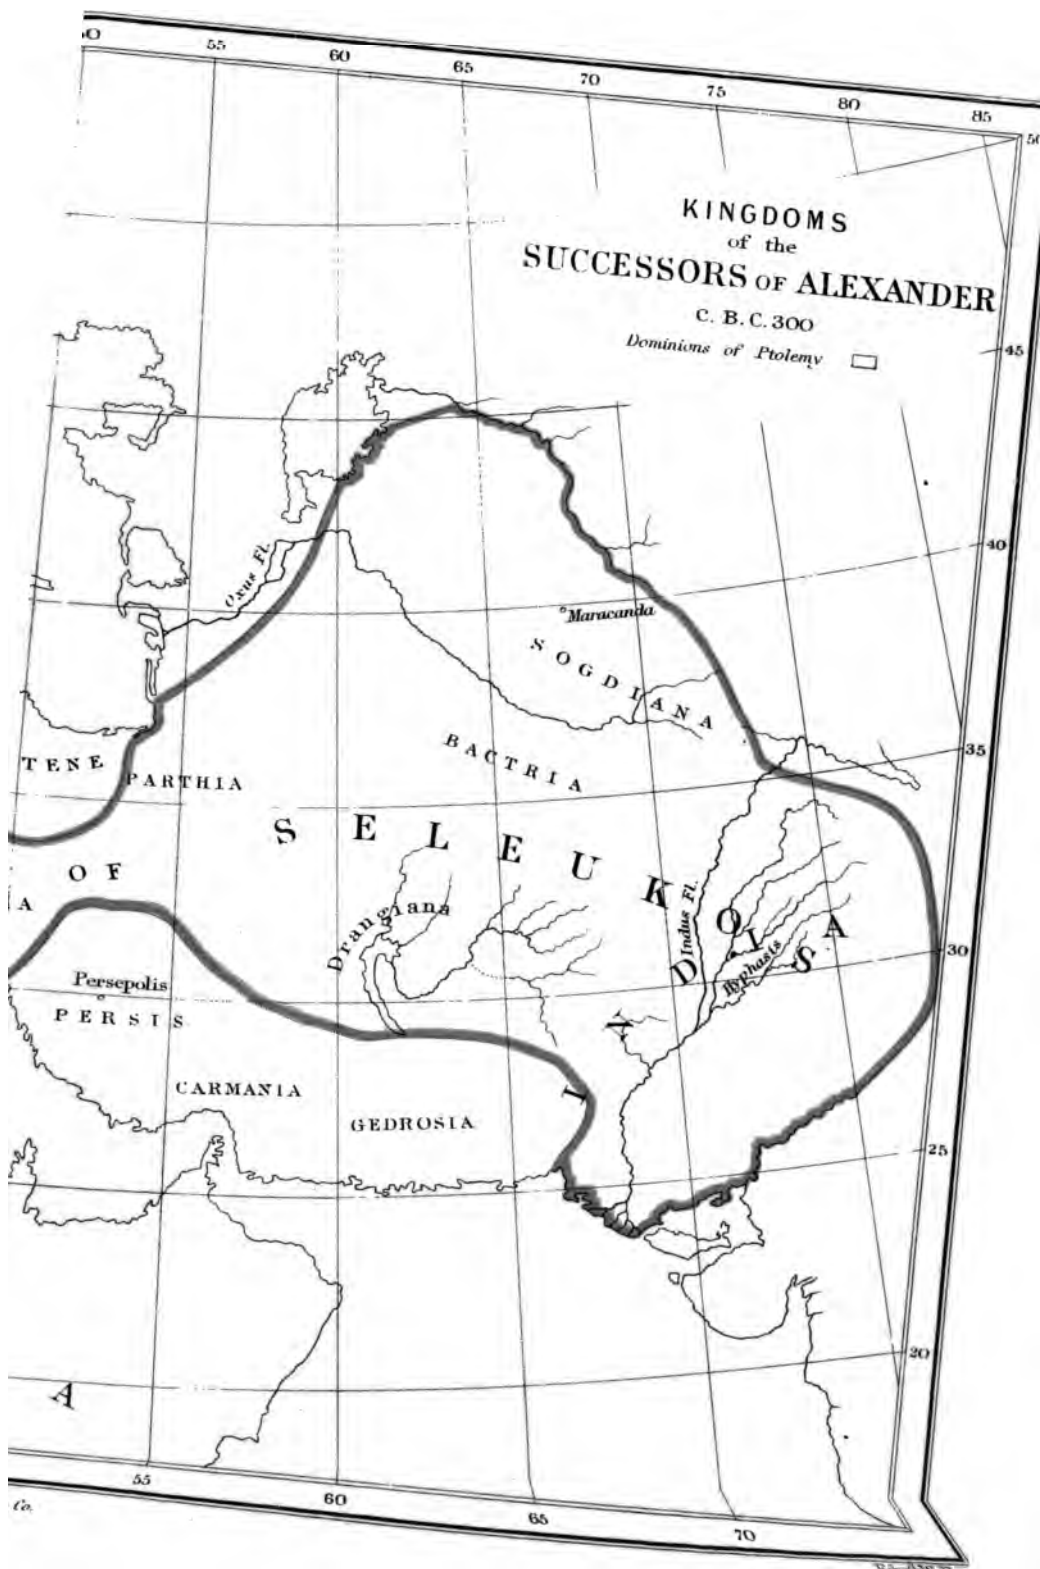 55
60
65
70
75
80
85
KINGDOMS
of the
SUCCESSORS OF ALEXANDER
C. B.C. 300
Dominions of Ptolemy
45
40
35
30
25
20
Oxus Fl.
Maracanda
SOGDIANA
BACTRIA
TENE
PARTHIA
SELEUKOS
OF
Drangiana
Indus Fl.
Hyphasis
INDIA
Persepolis
PERSIS
CARMANIA
GEDROSIA
A
55
60
65
70
Co.